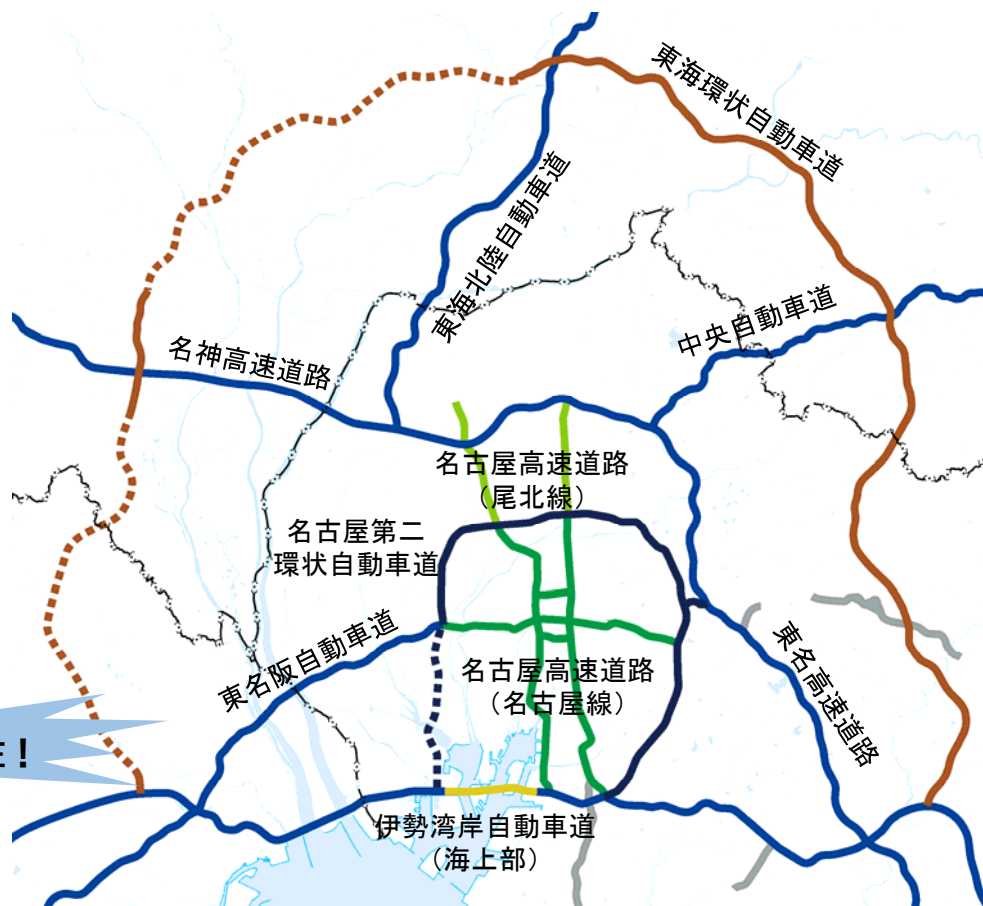 東海環状自動車道
東海北陸自動車道
中央自動車道
名神高速道路
名古屋高速道路
（尾北線）
名古屋第二
環状自動車道
東名阪自動車道
名古屋高速道路
（名古屋線）
東名高速道路
！
伊勢湾岸自動車道
（海上部）